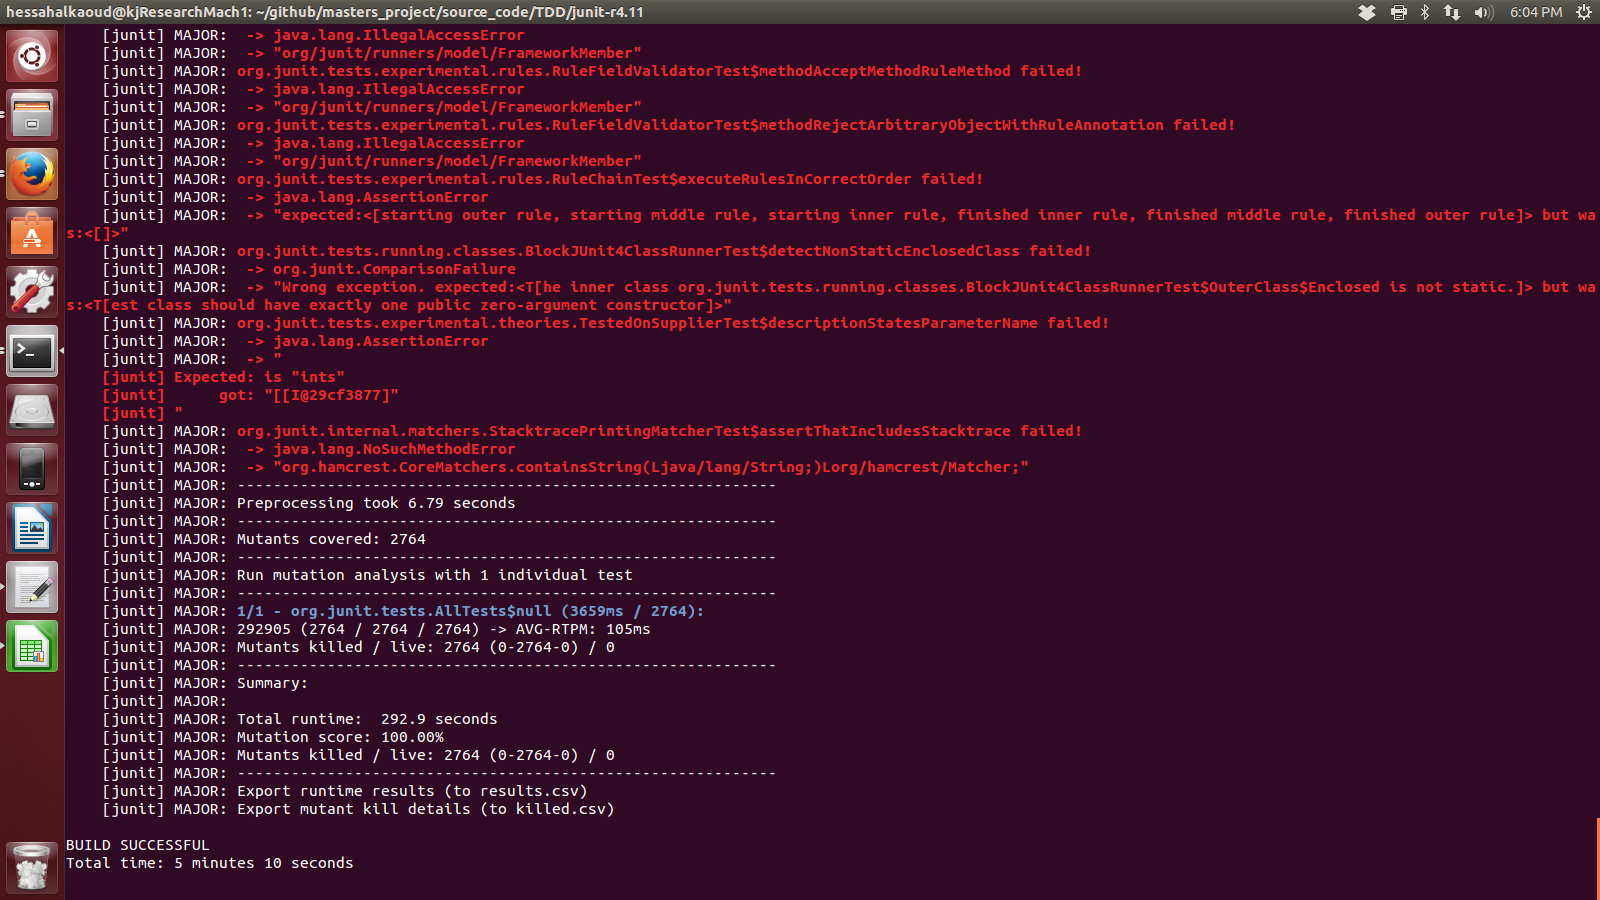 hessahalkaoud@kjResearchMach1: ~/github/masters_project/source_code/TDD/junit-r4.11
6:04 PM
[junit] MAJOR:  -> java.lang.IllegalAccessError
[junit] MAJOR:  -> "org/junit/runners/model/FrameworkMember"
[junit] MAJOR: org.junit.tests.experimental.rules.RuleFieldValidatorTest$methodAcceptMethodRuleMethod failed!
[junit] MAJOR:  -> java.lang.IllegalAccessError
[junit] MAJOR:  -> "org/junit/runners/model/FrameworkMember"
[junit] MAJOR: org.junit.tests.experimental.rules.RuleFieldValidatorTest$methodRejectArbitraryObjectWithRuleAnnotation failed!
[junit] MAJOR:  -> java.lang.IllegalAccessError
[junit] MAJOR:  -> "org/junit/runners/model/FrameworkMember"
[junit] MAJOR: org.junit.tests.experimental.rules.RuleChainTest$executeRulesInCorrectOrder failed!
[junit] MAJOR:  -> java.lang.AssertionError
[junit] MAJOR:  -> "expected:<[starting outer rule, starting middle rule, starting inner rule, finished inner rule, finished middle rule, finished outer rule]> but wa
s:<[]>"
[junit] MAJOR: org.junit.tests.running.classes.BlockJUnit4ClassRunnerTest$detectNonStaticEnclosedClass failed!
[junit] MAJOR:  -> org.junit.ComparisonFailure
[junit] MAJOR:  -> "Wrong exception. expected:<T[he inner class org.junit.tests.running.classes.BlockJUnit4ClassRunnerTest$OuterClass$Enclosed is not static.]> but wa
s:<T[est class should have exactly one public zero-argument constructor]>"
[junit] MAJOR: org.junit.tests.experimental.theories.TestedOnSupplierTest$descriptionStatesParameterName failed!
[junit] MAJOR:  -> java.lang.AssertionError
[junit] MAJOR:  -> "
[junit] Expected: is "ints"
[junit]      got: "[[I@29cf3877]"
[junit] "
[junit] MAJOR: org.junit.internal.matchers.StacktracePrintingMatcherTest$assertThatIncludesStacktrace failed!
[junit] MAJOR:  -> java.lang.NoSuchMethodError
[junit] MAJOR:  -> "org.hamcrest.CoreMatchers.containsString(Ljava/lang/String;)Lorg/hamcrest/Matcher;"
[junit] MAJOR: ------------------------------------------------------------
[junit] MAJOR: Preprocessing took 6.79 seconds
[junit] MAJOR: ------------------------------------------------------------
[junit] MAJOR: Mutants covered: 2764
[junit] MAJOR: ------------------------------------------------------------
[junit] MAJOR: Run mutation analysis with 1 individual test
[junit] MAJOR: ------------------------------------------------------------
[junit] MAJOR: 1/1 - org.junit.tests.AllTests$null (3659ms / 2764):
[junit] MAJOR: 292905 (2764 / 2764 / 2764) -> AVG-RTPM: 105ms
[junit] MAJOR: Mutants killed / live: 2764 (0-2764-0) / 0
[junit] MAJOR: ------------------------------------------------------------
[junit] MAJOR: Summary:
[junit] MAJOR:
[junit] MAJOR: Total runtime:  292.9 seconds
[junit] MAJOR: Mutation score: 100.00%
[junit] MAJOR: Mutants killed / live: 2764 (0-2764-0) / 0
[junit] MAJOR: ------------------------------------------------------------
[junit] MAJOR: Export runtime results (to results.csv)
[junit] MAJOR: Export mutant kill details (to killed.csv)
BUILD SUCCESSFUL
Total time: 5 minutes 10 seconds